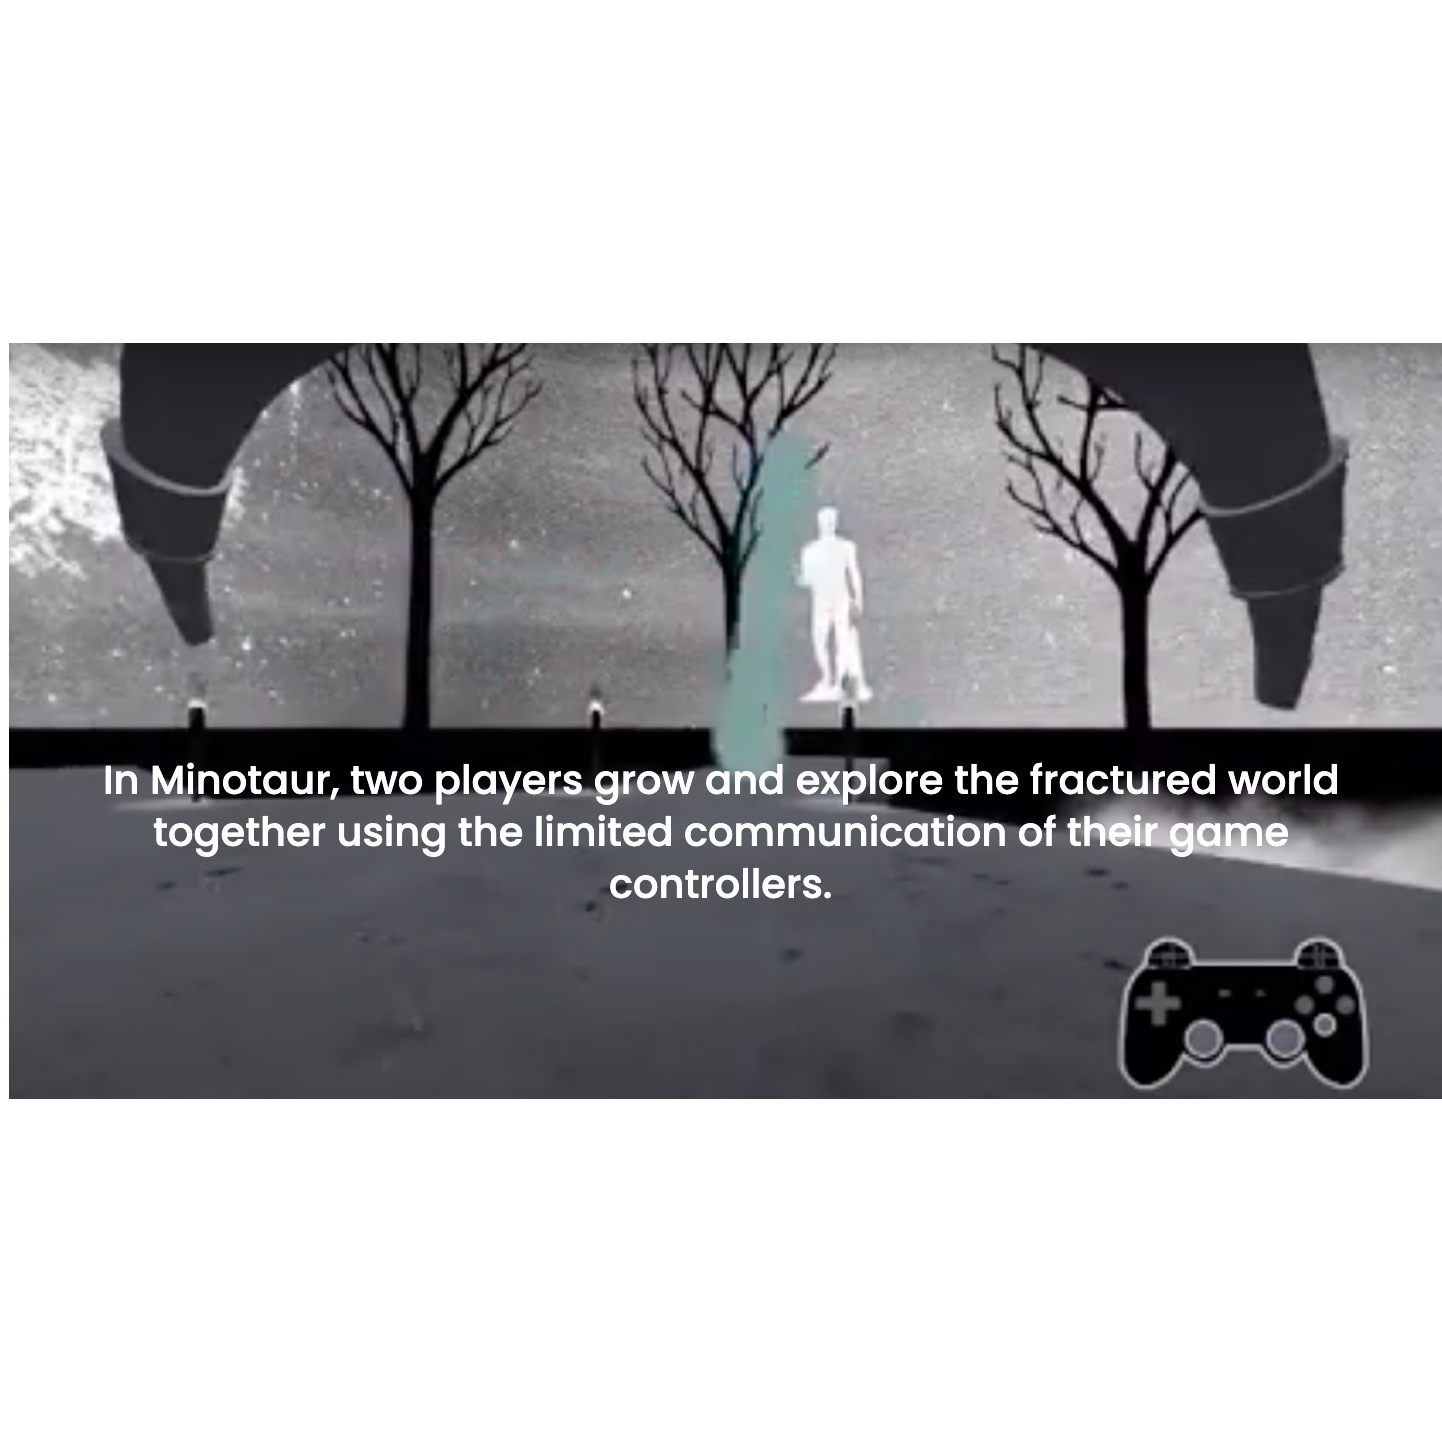 In Minotaur, two players grow and explore the fractured world
together using the limited communication of their game
controllers.